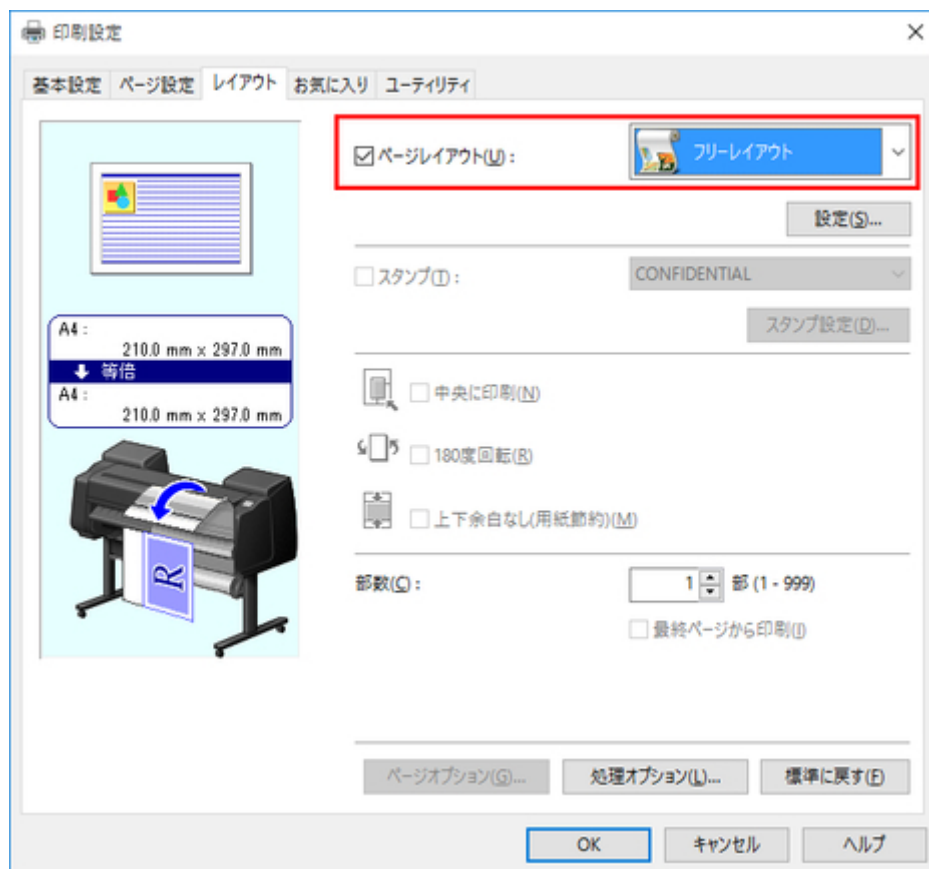 印刷設定
基本設定 ページ設定 レイアウト お気に入り ユーティリティ
ページレイアウト(U) : フリーレイアウト
設定(S)...
スタンプ(T) : CONFIDENTIAL
スタンプ設定(D)...
A4 :
210.0 mm x 297.0 mm
等倍
A4 :
210.0 mm x 297.0 mm
中央に印刷(N)
180度回転(R)
上下余白なし(用紙節約)(M)
R
部数(C) : 1 部 (1 - 999)
最終ページから印刷(J)
ページオプション(G)... 処理オプション(L)... 標準に戻す(F)
OK キャンセル ヘルプ